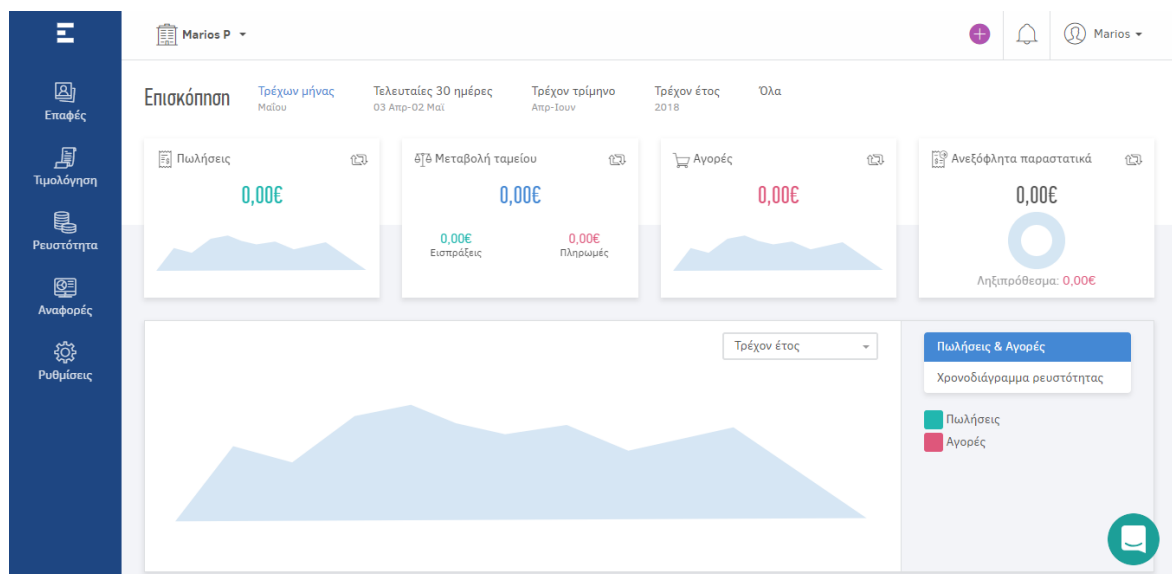 Marios P
Marios
Επαφές
Τιμολόγηση
Ρευστότητα
Αναφορές
Ρυθμίσεις
Επισκόπηση
Τρέχων μήνας
Μαΐου
Τελευταίες 30 ημέρες
03 Απρ-02 Μαΐ
Τρέχον τρίμηνο
Απρ-Ιουν
Τρέχον έτος
2018
Όλα
Πωλήσεις
0,00€
Μεταβολή ταμείου
0,00€
0,00€
Εισπράξεις
0,00€
Πληρωμές
Αγορές
0,00€
Ανεξόφλητα παραστατικά
0,00€
Ληξιπρόθεσμα: 0,00€
Τρέχον έτος
Πωλήσεις & Αγορές
Χρονοδιάγραμμα ρευστότητας
Πωλήσεις
Αγορές